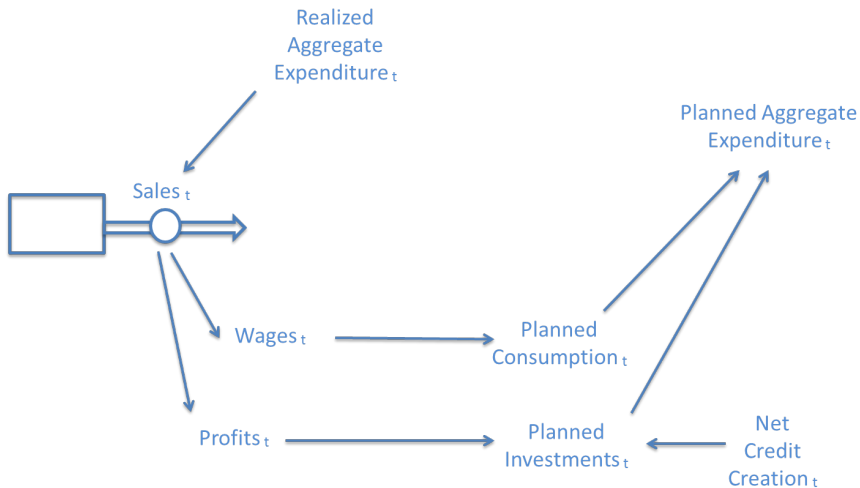 Realized
Aggregate
Expenditure t
Planned Aggregate
Expenditure t
Sales t
Wages t
Planned
Consumption t
Profits t
Planned
Investments t
Net
Credit
Creation t